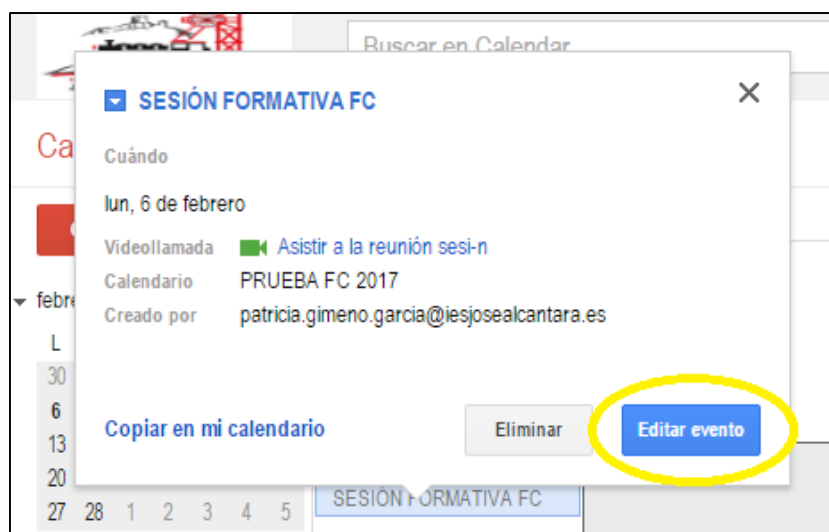 Buscar en Calendar
SESIÓN FORMATIVA FC
Ca
Cuándo
lun, 6 de febrero
Videollamada Asistir a la reunión sesi-n
Calendario PRUEBA FC 2017
febre
Creado por patricia.gimeno.garcia@iesjosealcantara.es
L
30
6
Copiar en mi calendario Eliminar Editar evento
13
20
SESIÓN FORMATIVA FC
27 28 1 2 3 4 5